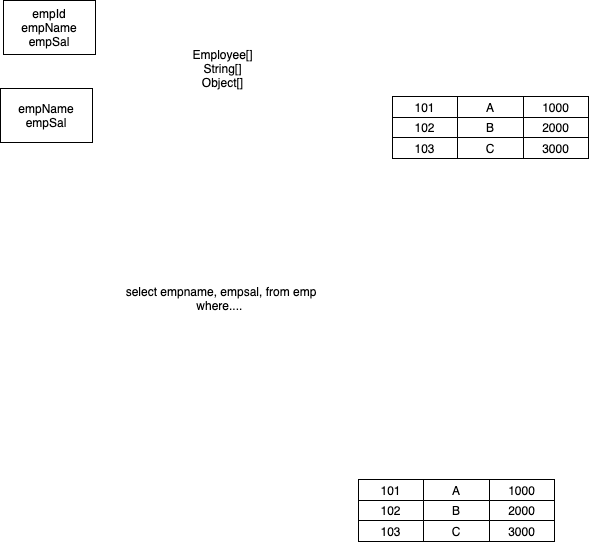 empId
empName
empSal
Employee[]
String[]
Object[]
empName
empSal
101 A 1000
102 B 2000
103 C 3000
select empname, empsal, from emp
where....
101 A 1000
102 B 2000
103 C 3000